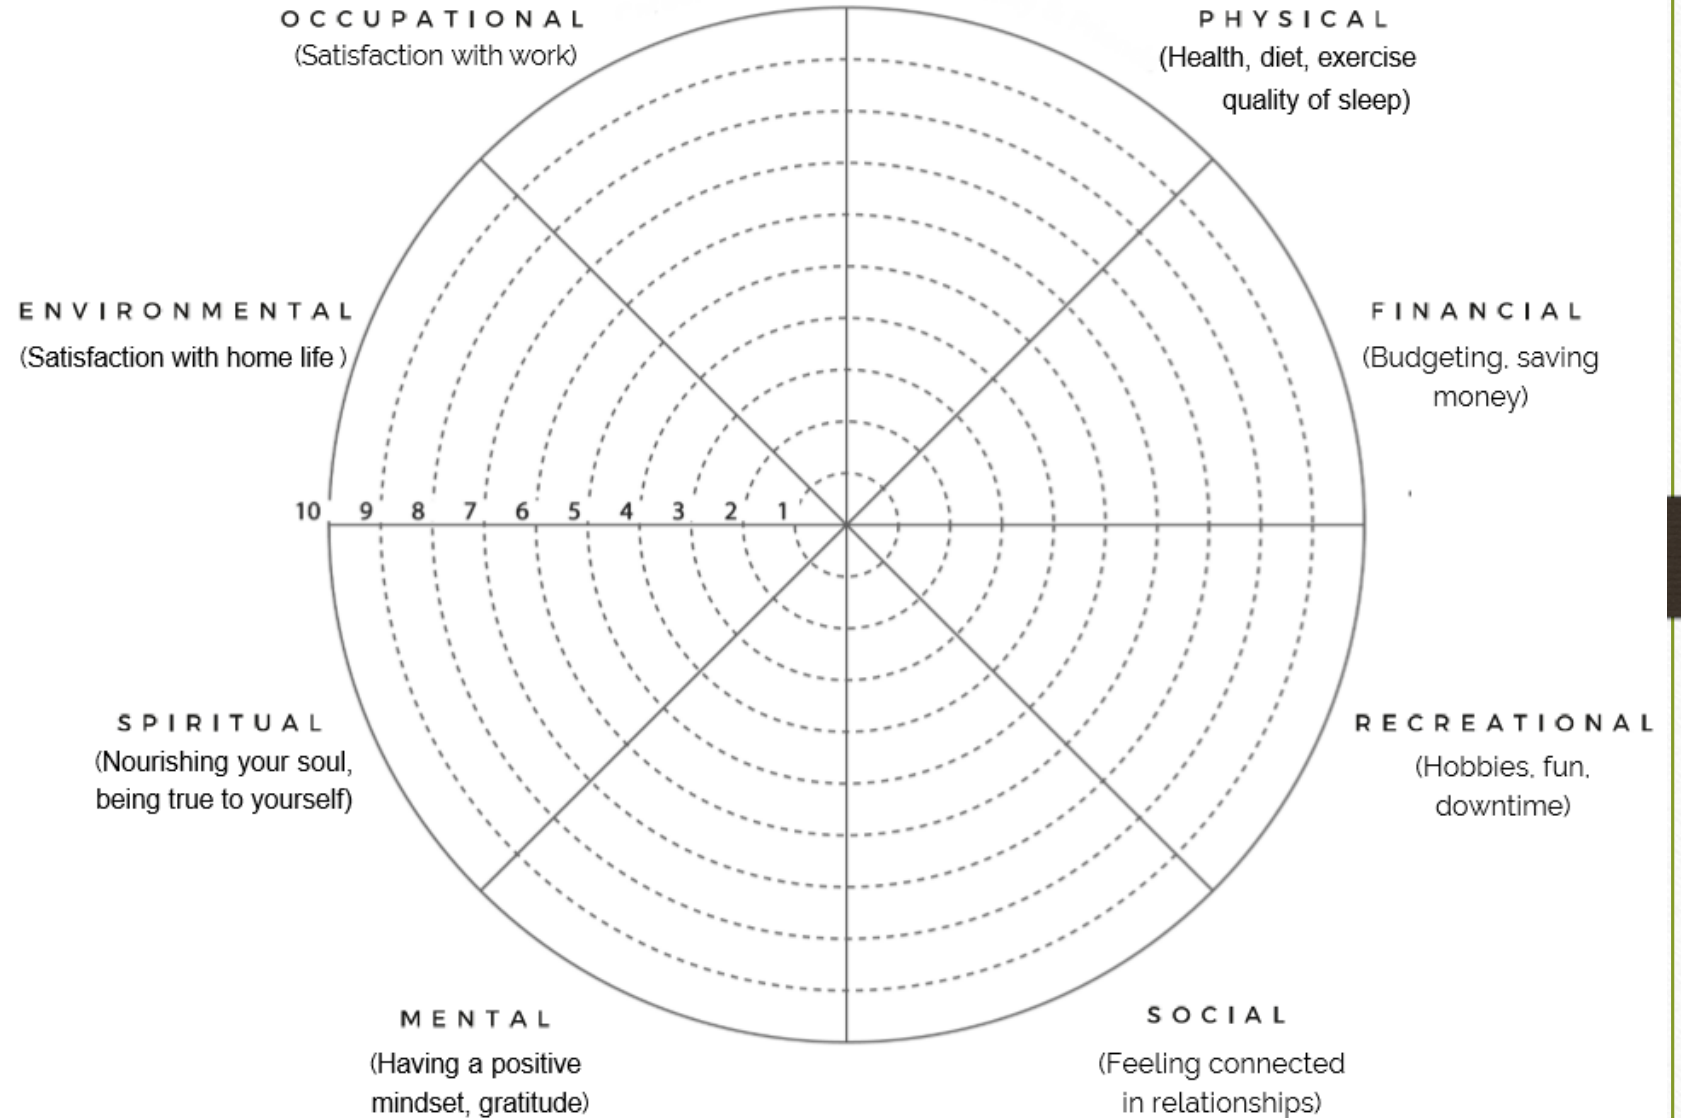 OCCUPATIONAL
(Satisfaction with work)
PHYSICAL
(Health, diet, exercise
quality of sleep)
ENVIRONMENTAL
(Satisfaction with home life )
FINANCIAL
(Budgeting, saving
money)
10 9 8 7 6 5 4 3 2 1
SPIRITUAL
(Nourishing your soul,
being true to yourself)
RECREATIONAL
(Hobbies, fun,
downtime)
MENTAL
(Having a positive
mindset, gratitude)
SOCIAL
(Feeling connected
in relationships)